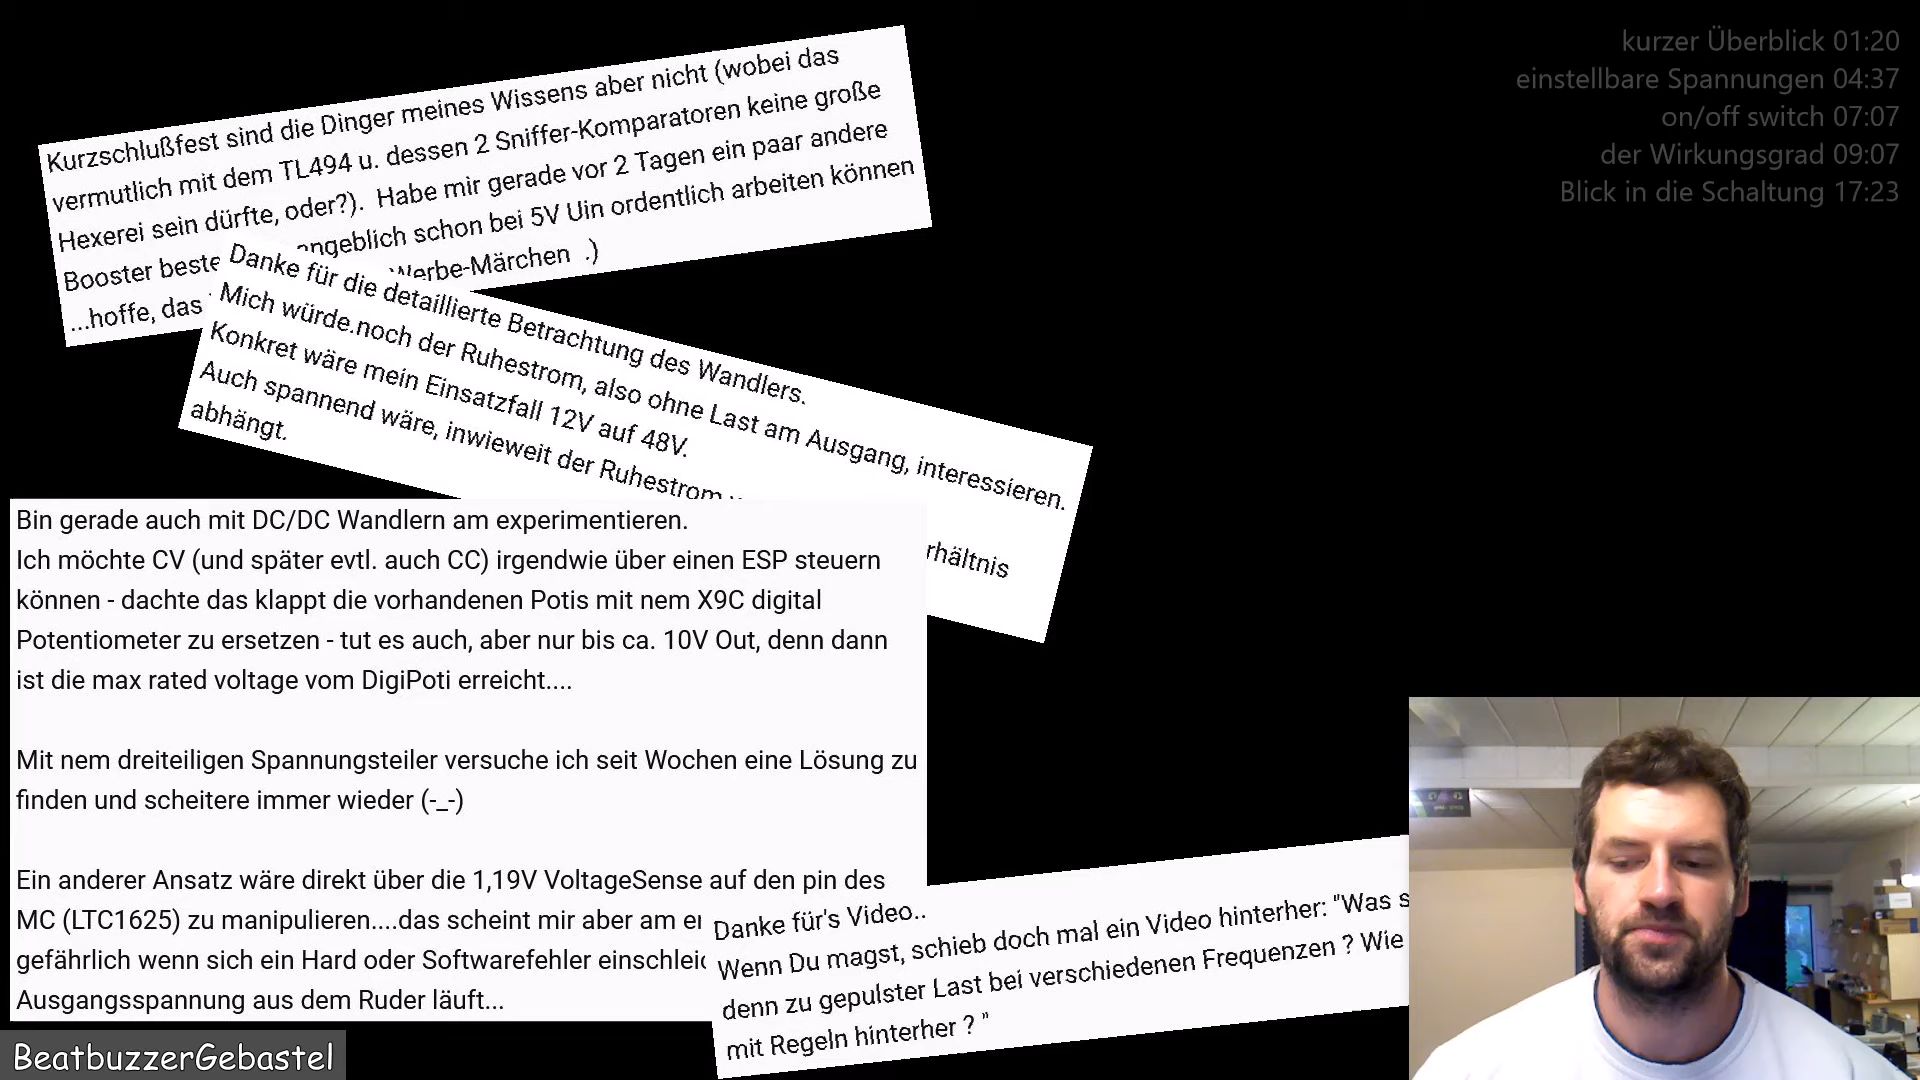 kurzer Überblick 01:20
einstellbare Spannungen 04:37
on/off switch 07:07
der Wirkungsgrad 09:07
Blick in die Schaltung 17:23
Kurzschlußfest sind die Dinger meines Wissens aber nicht (wobei das
vermutlich mit dem TL494 u. dessen 2 Sniffer-Komparatoren keine große
Hexerei sein dürfte, oder?). Habe mir gerade vor 2 Tagen ein paar andere
Booster angeblich schon bei 5V Uin ordentlich arbeiten können
...hoffe, das Werbe-Märchen .)
Danke für die detaillierte Betrachtung des Wandlers.
Mich würde.noch der Ruhestrom, also ohne Last am Ausgang, interessieren.
Konkret wäre mein Einsatzfall 12V auf 48V.
Auch spannend wäre, inwieweit der Ruhestrom
abhängt.
Bin gerade auch mit DC/DC Wandlern am experimentieren.
Ich möchte CV (und später evtl. auch CC) irgendwie über einen ESP steuern
können - dachte das klappt die vorhandenen Potis mit nem X9C digital
Potentiometer zu ersetzen - tut es auch, aber nur bis ca. 10V Out, denn dann
ist die max rated voltage vom DigiPoti erreicht....
Mit nem dreiteiligen Spannungsteiler versuche ich seit Wochen eine Lösung zu
finden und scheitere immer wieder (-_-)
Ein anderer Ansatz wäre direkt über die 1,19V VoltageSense auf den pin des
MC (LTC1625) zu manipulieren....das scheint mir aber am
gefährlich wenn sich ein Hard oder Softwarefehler
Ausgangsspannung aus dem Ruder läuft...
Danke für's Video..
Wenn Du magst, schieb doch mal ein Video hinterher: "Was
denn zu gepulster Last bei verschiedenen Frequenzen ? Wie
mit Regeln hinterher ? "
BeatbuzzerGebastel